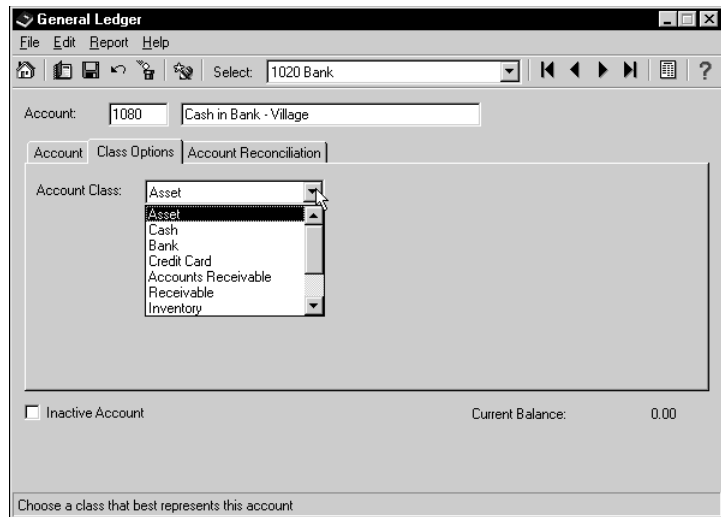 General Ledger
File Edit Report Help
Select: 1020 Bank
?
Account: 1080 Cash in Bank - Village
Account Class Options Account Reconciliation
Account Class: Asset
Asset
Cash
Bank
Credit Card
Accounts Receivable
Receivable
Inventory
Inactive Account Current Balance: 0.00
Choose a class that best represents this account